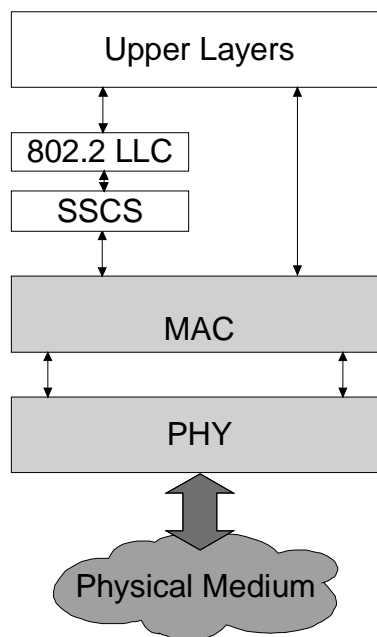 Upper Layers
802.2 LLC
SSCS
MAC
PHY
Physical Medium